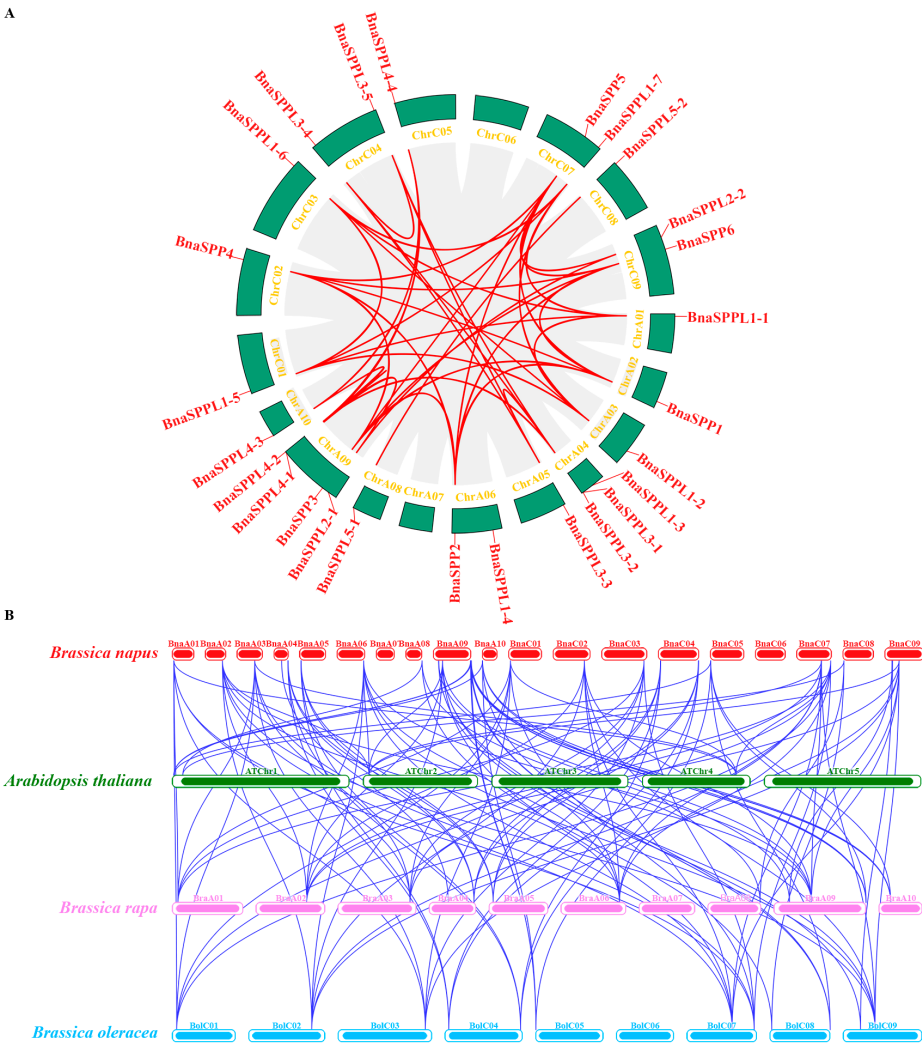 A
BnaSPPL4-4
BnaSPPL3-5
BnaSPPL3-4
BnaSPPL1-6
BnaSPP4
BnaSPPL1-5
BnaSPPL4-3
BnaSPPL4-2
BnaSPPL4-1
BnaSPP3
BnaSPPL2-1
BnaSPPL5-1
BnaSPP2
BnaSPPL1-4
BnaSPPL3-3
BnaSPPL3-2
BnaSPPL3-1
BnaSPPL1-3
BnaSPPL1-2
BnaSPP1
BnaSPPL1-1
BnaSPP6
BnaSPPL2-2
BnaSPPL5-2
BnaSPPL1-7
BnaSPP5
ChrC05
ChrC06
ChrC07
ChrC08
ChrC09
ChrA01
ChrA02
ChrA03
ChrA04
ChrA05
ChrA06
ChrA07
ChrA08
ChrA09
ChrA10
ChrC01
ChrC02
ChrC03
ChrC04
B
BnaA01 BnaA02 BnaA03 BnaA04 BnaA05 BnaA06 BnaA07 BnaA08 BnaA09 BnaA10 BnaC01 BnaC02 BnaC03 BnaC04 BnaC05 BnaC06 BnaC07 BnaC08 BnaC09
Brassica napus
ATChr1 ATChr2 ATChr3 ATChr4 ATChr5
Arabidopsis thaliana
BraA01 BraA02 BraA03 BraA04 BraA05 BraA06 BraA07 BraA08 BraA09 BraA10
Brassica rapa
BolC01 BolC02 BolC03 BolC04 BolC05 BolC06 BolC07 BolC08 BolC09
Brassica oleracea